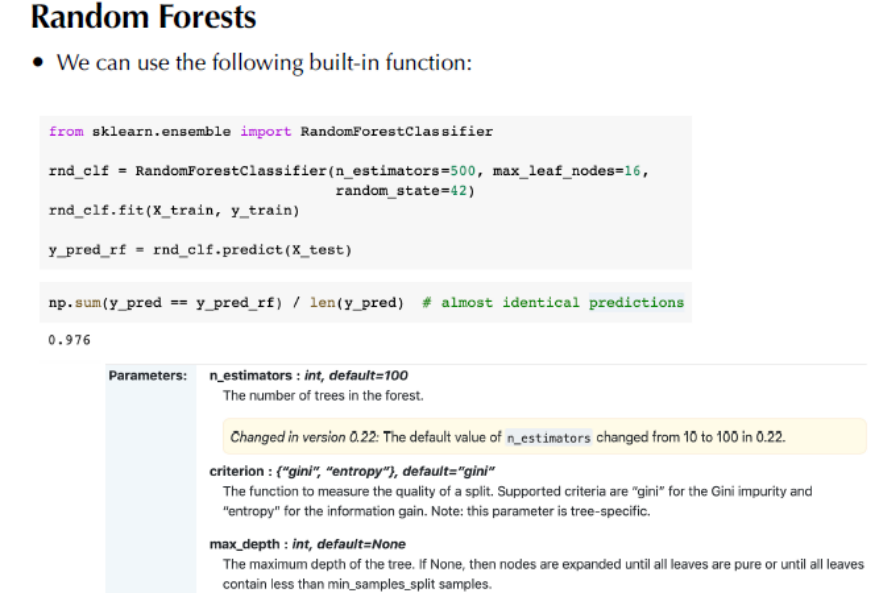 Random Forests
• We can use the following built-in function:
from sklearn.ensemble import RandomForestClassifier
rnd_clf = RandomForestClassifier(n_estimators=500, max_leaf_nodes=16,
random_state=42)
rnd_clf.fit(X_train, y_train)
y_pred_rf = rnd_clf.predict(X_test)
np.sum(y_pred == y_pred_rf) / len(y_pred)  # almost identical predictions
0.976
Parameters: n_estimators : int, default=100
The number of trees in the forest.
Changed in version 0.22: The default value of n_estimators changed from 10 to 100 in 0.22.
criterion : {“gini”, “entropy”}, default=”gini”
The function to measure the quality of a split. Supported criteria are “gini” for the Gini impurity and
“entropy” for the information gain. Note: this parameter is tree-specific.
max_depth : int, default=None
The maximum depth of the tree. If None, then nodes are expanded until all leaves are pure or until all leaves
contain less than min_samples_split samples.